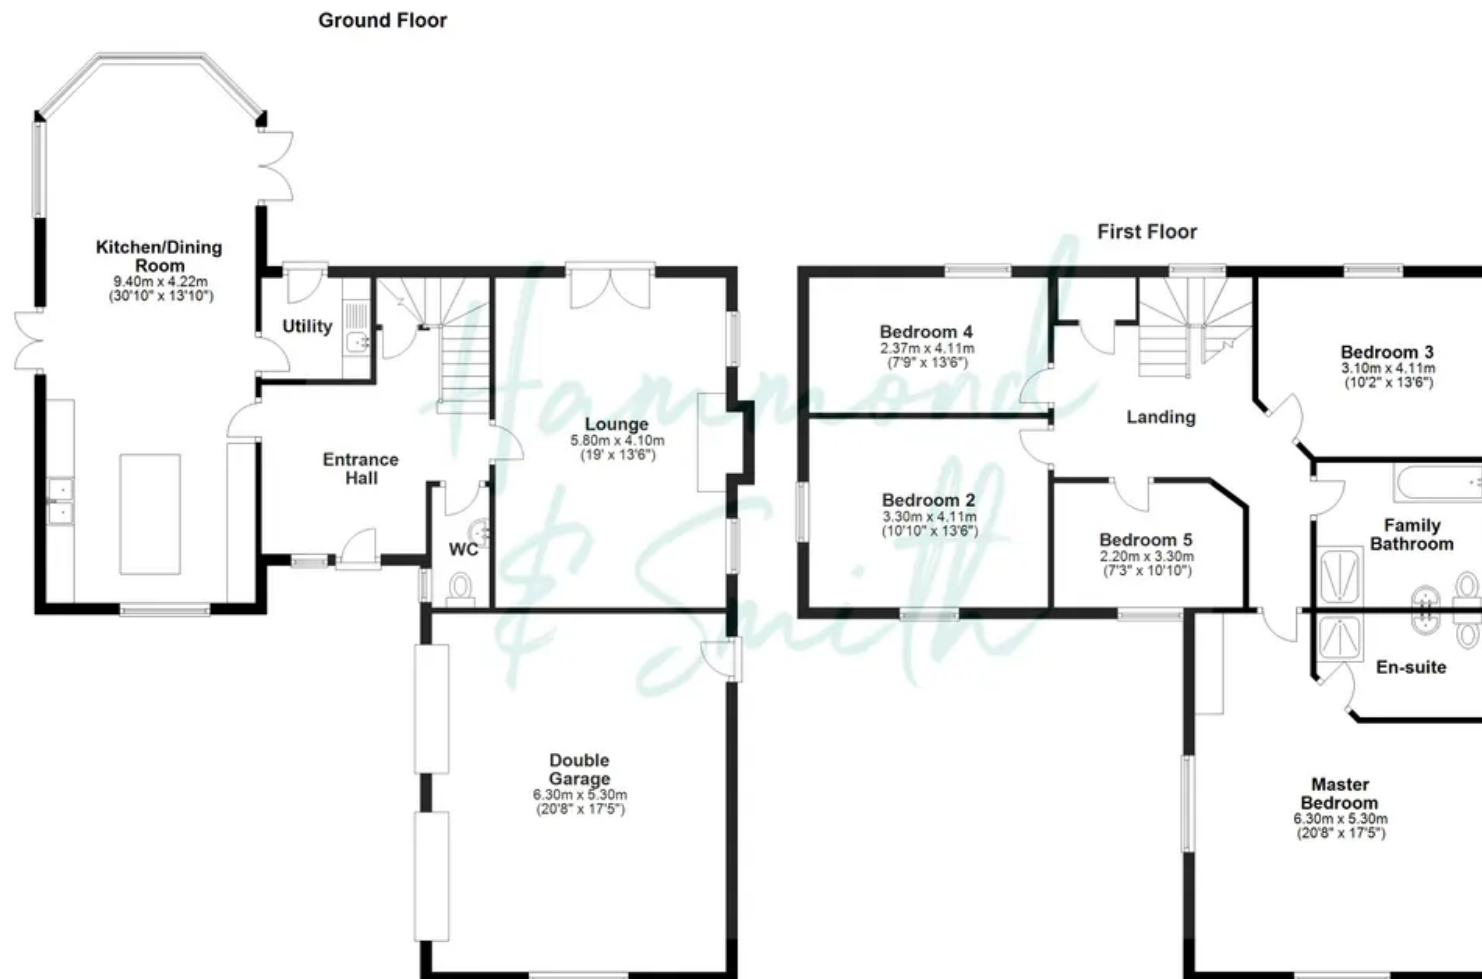 Ground Floor
Kitchen/Dining
Room
9.40m x 4.22m
(30'10" x 13'10")
Utility
Entrance
Hall
WC
Lounge
5.80m x 4.10m
(19' x 13'6")
Double
Garage
6.30m x 5.30m
(20'8" x 17'5")
First Floor
Bedroom 4
2.37m x 4.11m
(7'9" x 13'6")
Bedroom 3
3.10m x 4.11m
(10'2" x 13'6")
Landing
Bedroom 2
3.30m x 4.11m
(10'10" x 13'6")
Bedroom 5
2.20m x 3.30m
(7'3" x 10'10")
Family
Bathroom
En-suite
Master
Bedroom
6.30m x 5.30m
(20'8" x 17'5")
Hammond
& Smith